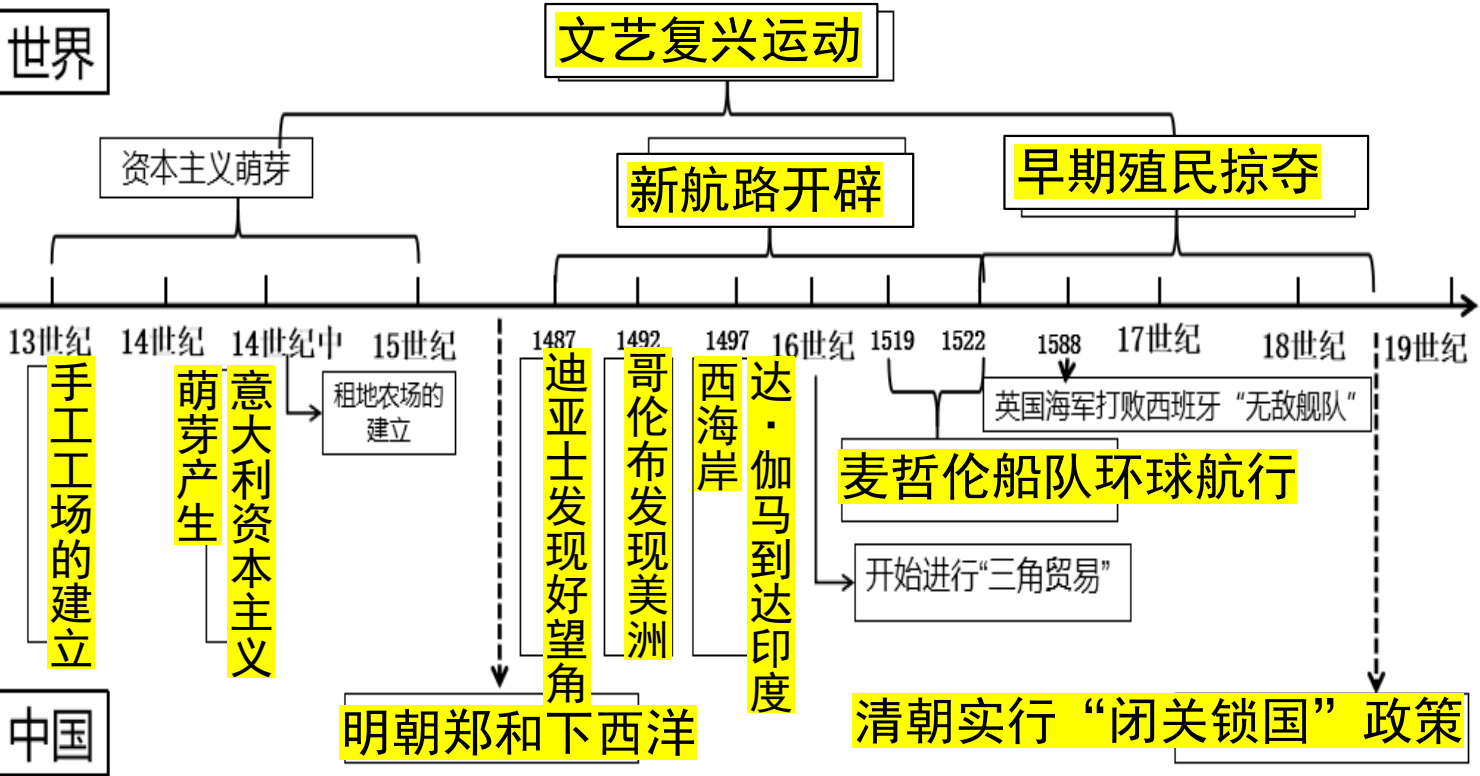 世界
文艺复兴运动
资本主义萌芽
新航路开辟
早期殖民掠夺
13世纪
14世纪
14世纪中
15世纪
1487
1492
1497
16世纪
1519
1522
1588
17世纪
18世纪
19世纪
手工工场的建立
意大利资本主义
萌芽产生
租地农场的
建立
迪亚士发现好望角
哥伦布发现美洲
达·伽马到达印度
西海岸
英国海军打败西班牙“无敌舰队”
麦哲伦船队环球航行
开始进行“三角贸易”
中国
明朝郑和下西洋
清朝实行“闭关锁国”政策